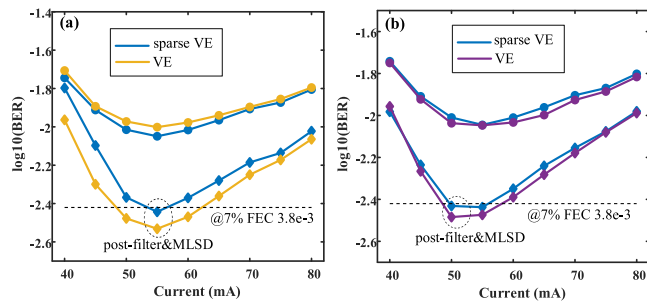 (a)
-1.4
-1.6
-1.8
-2
-2.2
-2.4
-2.6
log10(BER)
sparse VE
VE
@7% FEC 3.8e-3
post-filter&MLSD
40
50
60
70
80
Current (mA)
(b)
-1.4
-1.6
-1.8
-2
-2.2
-2.4
-2.6
log10(BER)
sparse VE
VE
@7% FEC 3.8e-3
post-filter&MLSD
40
50
60
70
80
Current (mA)